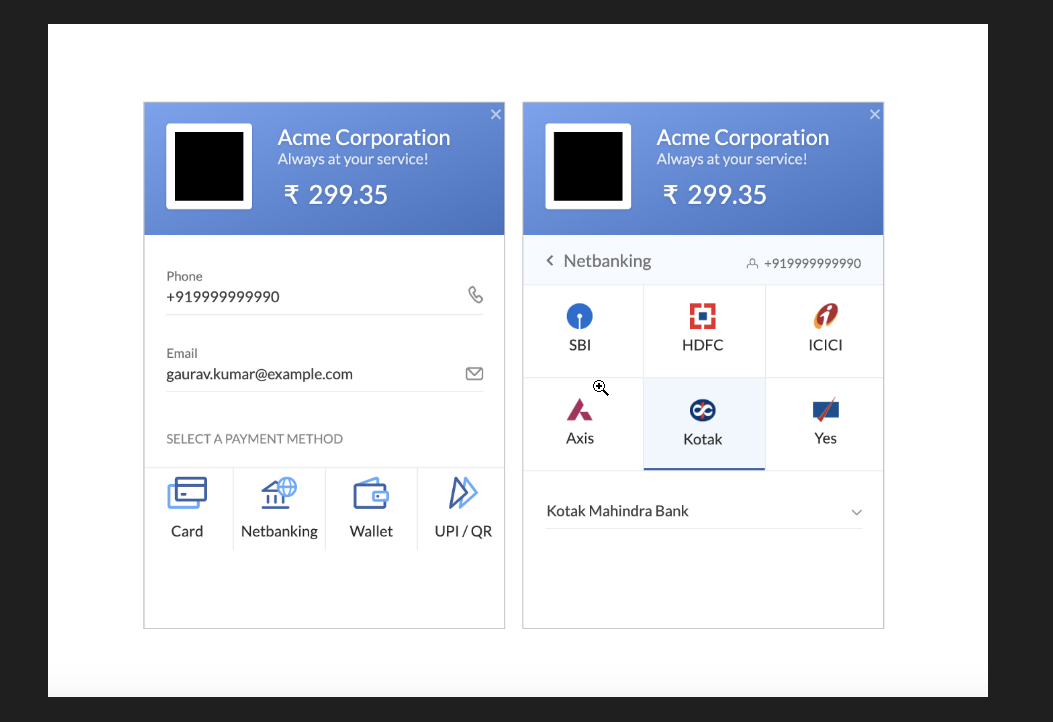 Acme Corporation
Always at your service!
₹ 299.35
Phone
+919999999990
Email
gaurav.kumar@example.com
SELECT A PAYMENT METHOD
Card
Netbanking
Wallet
UPI / QR
Acme Corporation
Always at your service!
₹ 299.35
Netbanking +919999999990
SBI
HDFC
ICICI
Axis
Kotak
Yes
Kotak Mahindra Bank